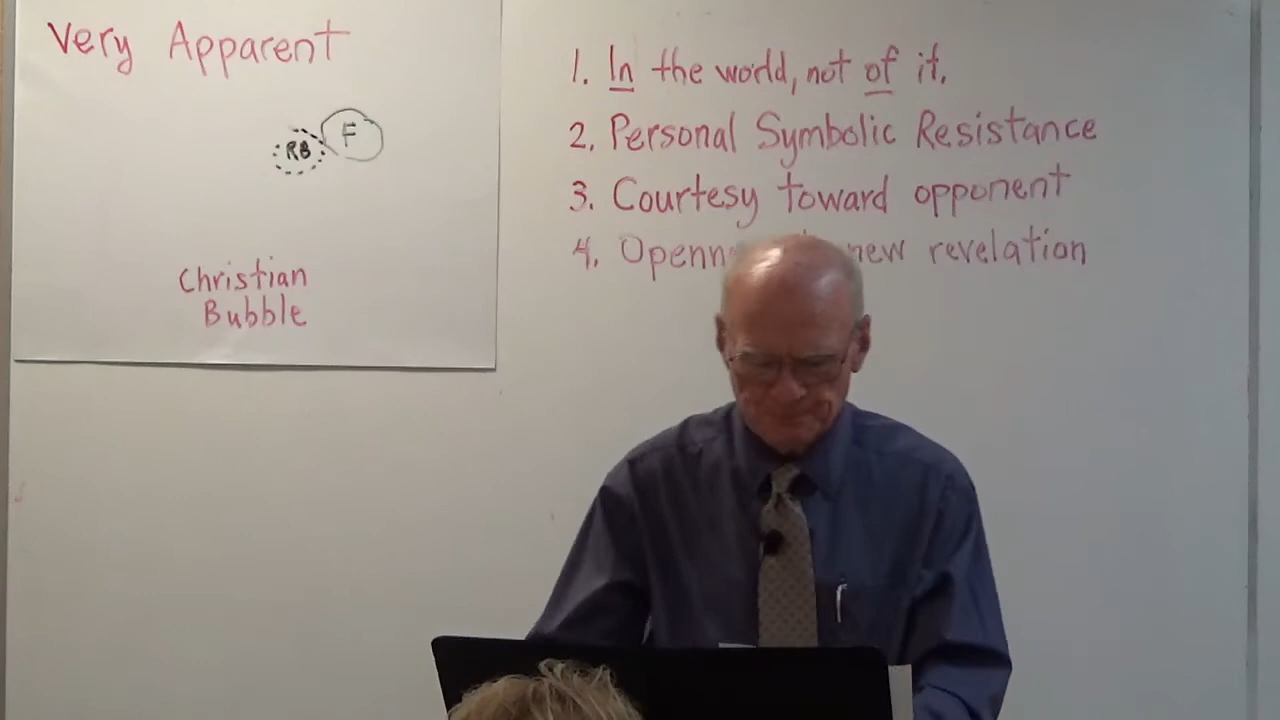 Very Apparent
RB
F
Christian
Bubble
1. In the world, not of it.
2. Personal Symbolic Resistance
3. Courtesy toward opponent
4. new revelation